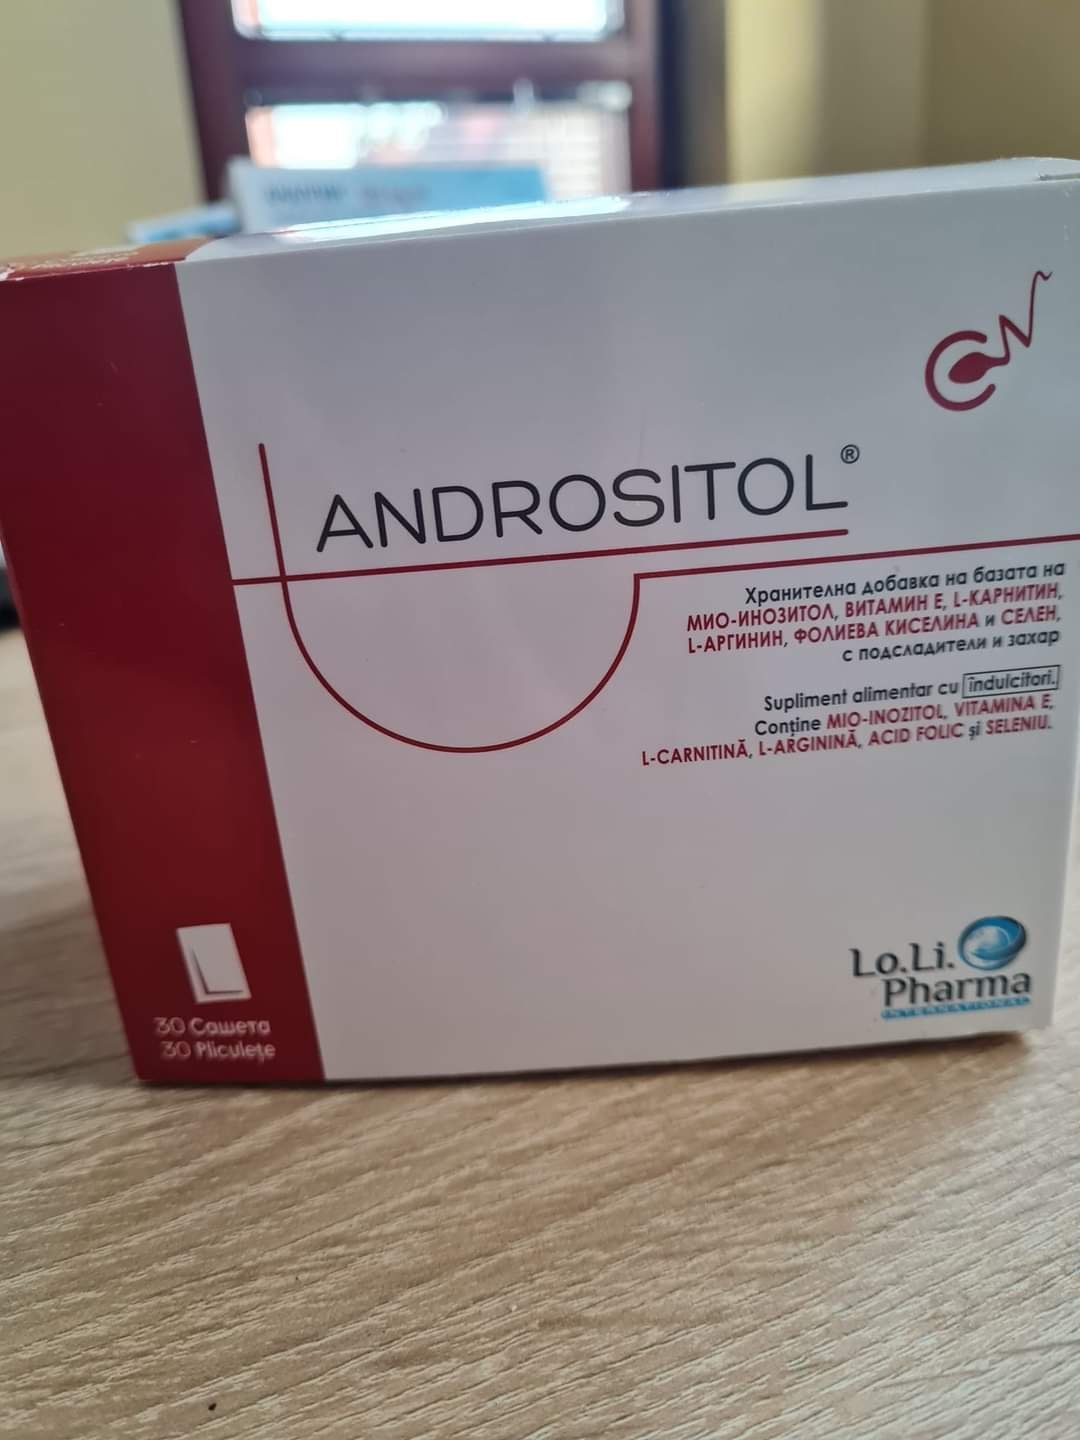 ANDROSITOL®
Хранителна добавка на базата на
МИО-ИНОЗИТОЛ, ВИТАМИН Е, L-КАРНИТИН,
L-АРГИНИН, ФОЛИЕВА КИСЕЛИНА и СЕЛЕН,
с подсладители и захар
Supliment alimentar cu îndulcitori.
Conține MIO-INOZITOL, VITAMINA E,
L-CARNITINĂ, L-ARGININĂ, ACID FOLIC și SELENIU.
30 Сашета
30 Pliculețe
Lo.Li.
Pharma
INTERNATIONAL